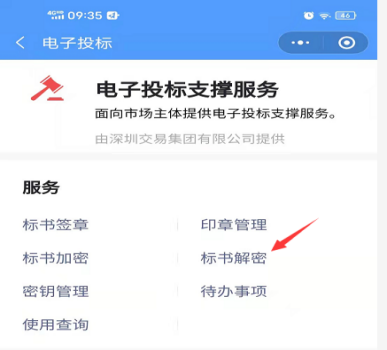 4G 09:35 86
电子投标
电子投标支撑服务
面向市场主体提供电子投标支撑服务。
由深圳交易集团有限公司提供
服务
标书签章 印章管理
标书加密 标书解密
密钥管理 待办事项
使用查询